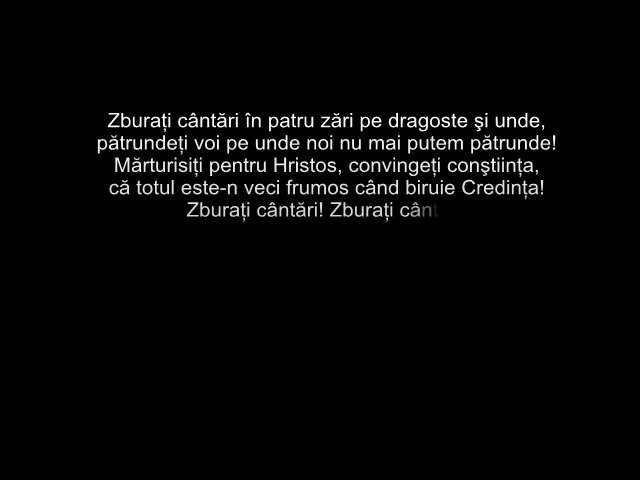 Zburați cântări în patru zări pe dragoste şi unde,
pătrundeți voi pe unde noi nu mai putem pătrunde!
Mărturisiți pentru Hristos, convingeți conştiința,
că totul este-n veci frumos când biruie Credința!
Zburați cântări! Zburați cânt